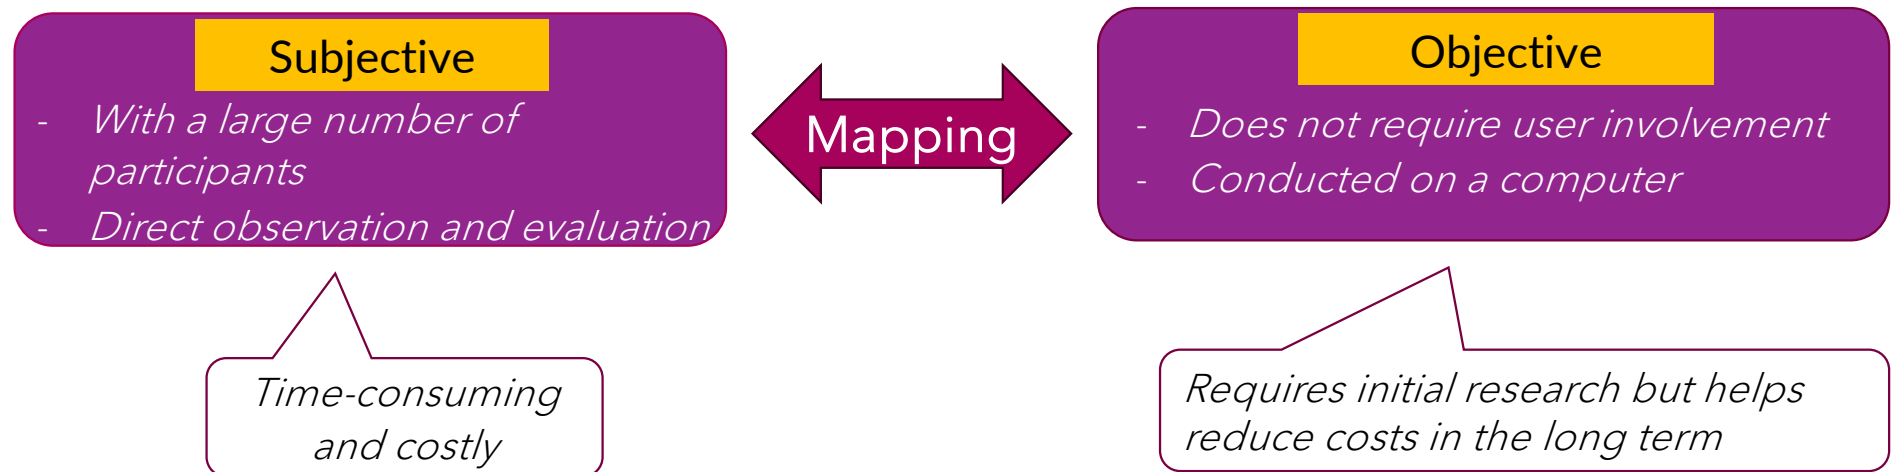 Subjective
- With a large number of
participants
- Direct observation and evaluation
Mapping
Objective
- Does not require user involvement
- Conducted on a computer
Time-consuming
and costly
Requires initial research but helps
reduce costs in the long term